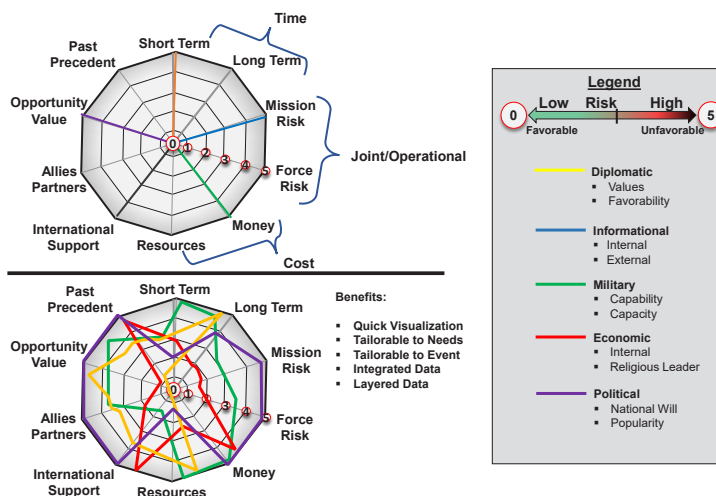 Time
Short Term
Past
Precedent
Long Term
Opportunity
Value
Mission
Risk
Allies
Partners
0
1
2
3
4
5
Force
Risk
Joint/Operational
International
Support
Money
Resources
Cost
Short Term
Past
Precedent
Long Term
Opportunity
Value
Mission
Risk
Allies
Partners
0
1
2
3
4
5
Force
Risk
International
Support
Money
Resources
Benefits:
▪ Quick Visualization
▪ Tailorable to Needs
▪ Tailorable to Event
▪ Integrated Data
▪ Layered Data
Legend
0 Low Risk High 5
Favorable Unfavorable
Diplomatic
▪ Values
▪ Favorability
Informational
▪ Internal
▪ External
Military
▪ Capability
▪ Capacity
Economic
▪ Internal
▪ Religious Leader
Political
▪ National Will
▪ Popularity